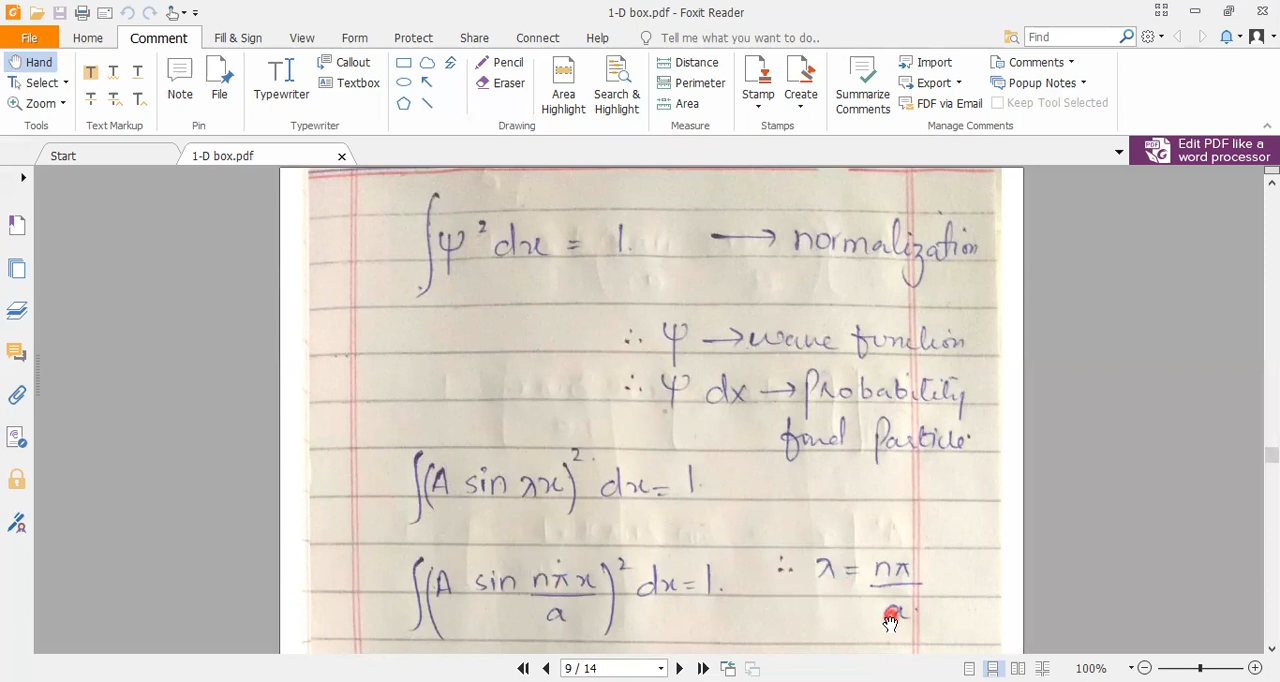 1-D box.pdf - Foxit Reader
File Home Comment Fill & Sign View Form Protect Share Connect Help Tell me what you want to do.. Find
Hand
Select
Zoom
Tools
Text Markup
Note
File
Pin
Typewriter
Callout
Textbox
Typewriter
Pencil
Eraser
Area Highlight
Search & Highlight
Drawing
Distance
Perimeter
Area
Measure
Stamp
Create
Stamps
Summarize Comments
Import
Export
FDF via Email
Comments
Popup Notes
Keep Tool Selected
Manage Comments
Start 1-D box.pdf
Edit PDF like a
word processor
∫ψ² dx = 1. → normalization
∴ ψ → wave function
∴ ψ dx → Probability
found Particle.
∫(A sin λx)² dx = 1.
∫(A sin nπx/a)² dx = 1. ∴ λ = nπ/a
9 / 14
100%